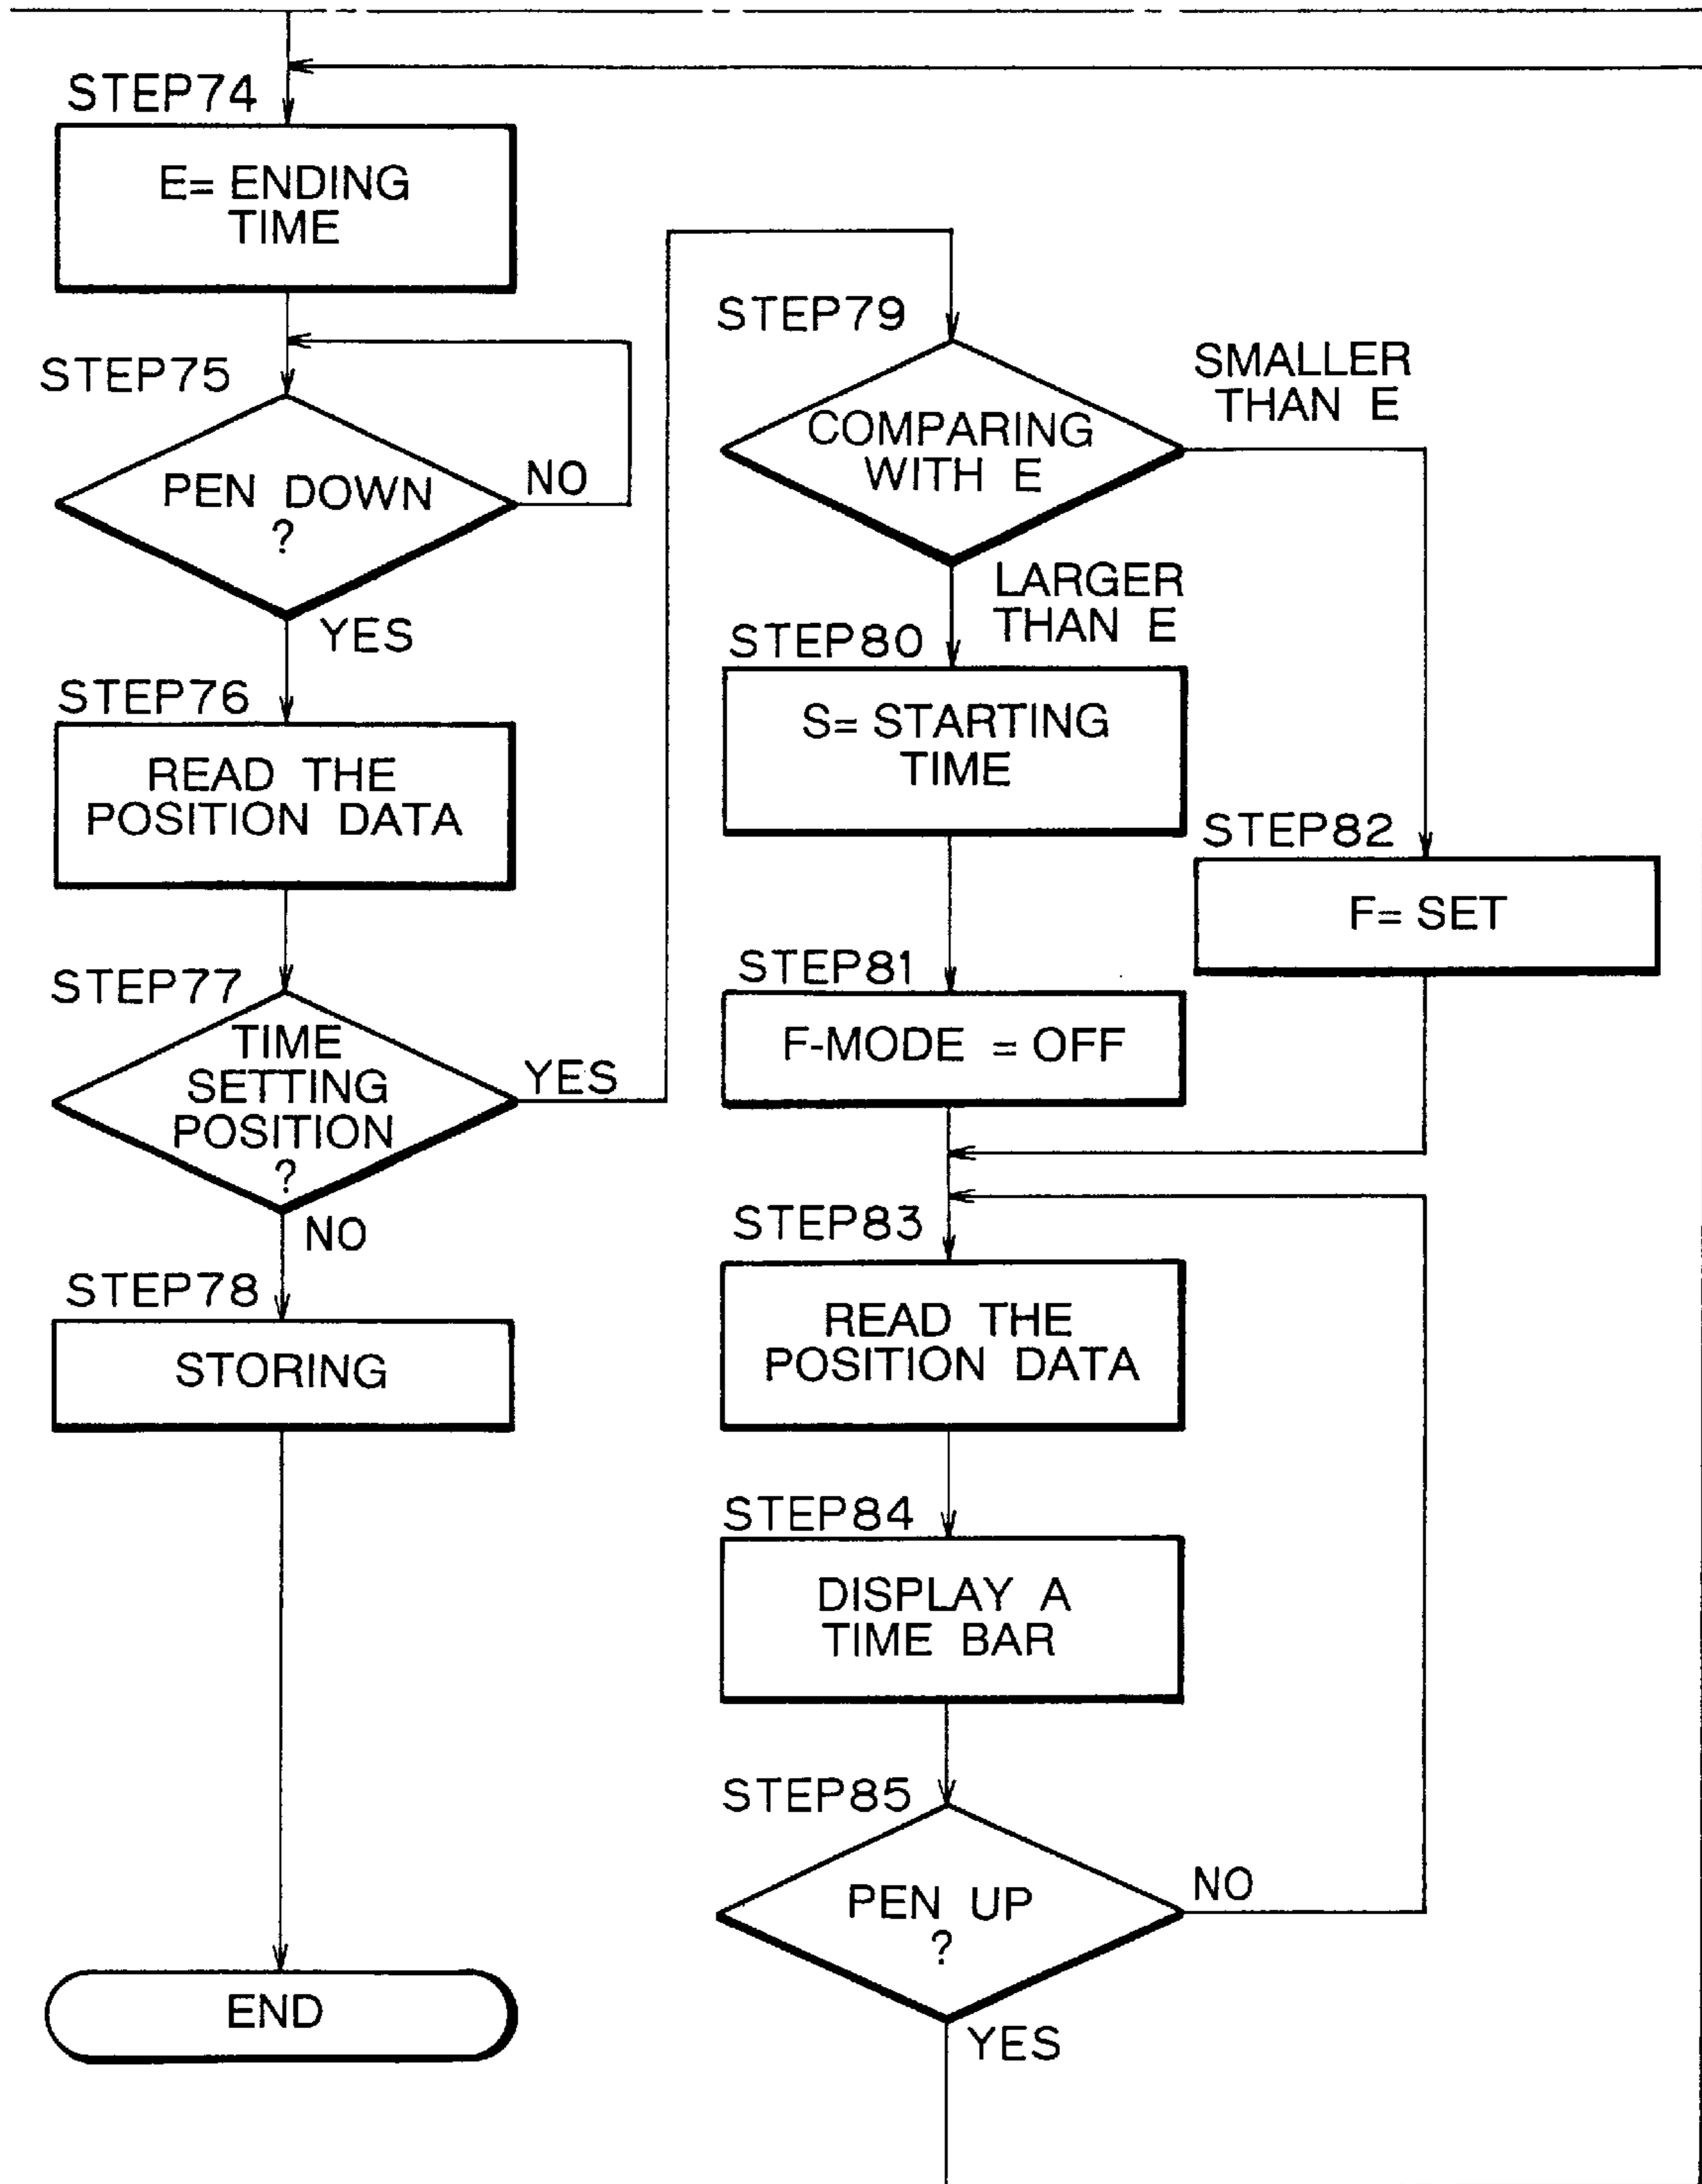 STEP74
E= ENDING
TIME
STEP75
PEN DOWN
?
NO
YES
STEP76
READ THE
POSITION DATA
STEP77
TIME
SETTING
POSITION
?
YES
NO
STEP78
STORING
END
STEP79
COMPARING
WITH E
SMALLER
THAN E
LARGER
THAN E
STEP80
S= STARTING
TIME
STEP81
F-MODE = OFF
STEP82
F= SET
STEP83
READ THE
POSITION DATA
STEP84
DISPLAY A
TIME BAR
STEP85
PEN UP
?
NO
YES